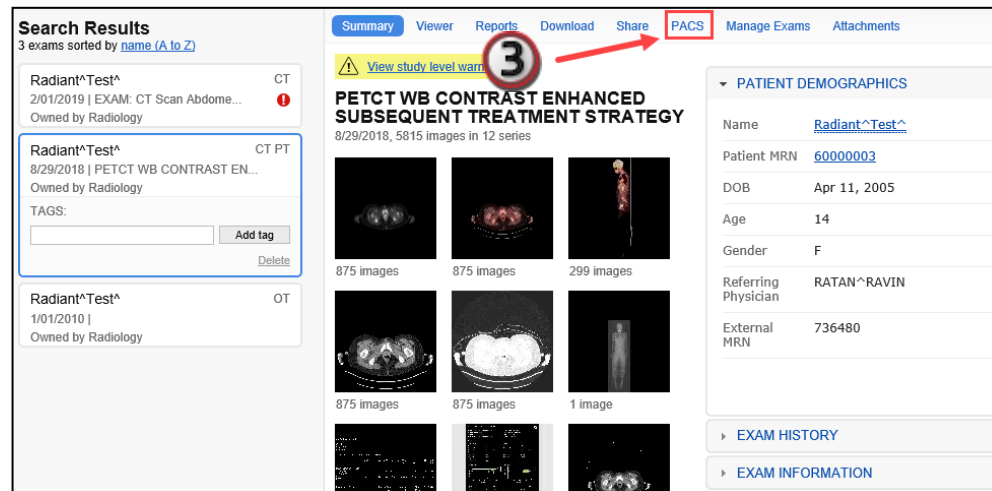 Search Results
3 exams sorted by name (A to Z)
Radiant^Test^ CT
2/01/2019 | EXAM: CT Scan Abdome...
Owned by Radiology
Radiant^Test^ CT PT
8/29/2018 | PETCT WB CONTRAST EN...
Owned by Radiology
TAGS:
Add tag
Delete
Radiant^Test^ OT
1/01/2010 |
Owned by Radiology
Summary Viewer Reports Download Share PACS Manage Exams Attachments
3
View study level warn
PETCT WB CONTRAST ENHANCED
SUBSEQUENT TREATMENT STRATEGY
8/29/2018, 5815 images in 12 series
875 images 875 images 299 images
875 images 875 images 1 image
PATIENT DEMOGRAPHICS
Name Radiant^Test^
Patient MRN 60000003
DOB Apr 11, 2005
Age 14
Gender F
Referring
Physician RATAN^RAVIN
External
MRN 736480
EXAM HISTORY
EXAM INFORMATION